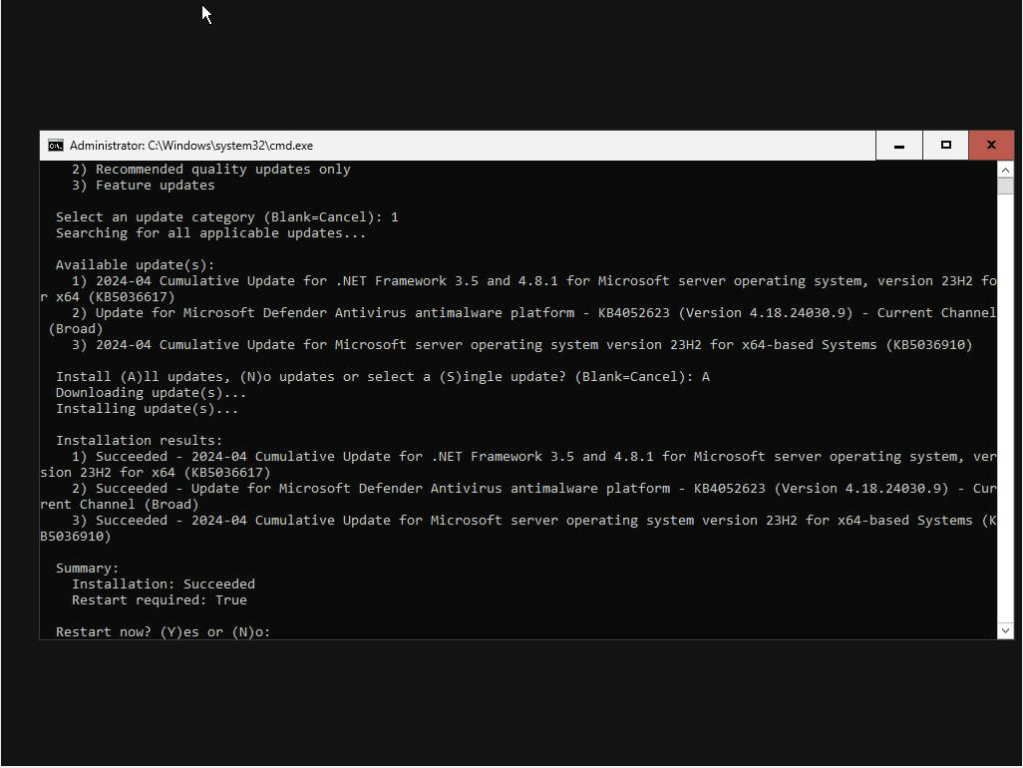 Administrator: C:\Windows\system32\cmd.exe
2) Recommended quality updates only
3) Feature updates
Select an update category (Blank=Cancel): 1
Searching for all applicable updates...
Available update(s):
1) 2024-04 Cumulative Update for .NET Framework 3.5 and 4.8.1 for Microsoft server operating system, version 23H2 fo
r x64 (KB5036617)
2) Update for Microsoft Defender Antivirus antimalware platform - KB4052623 (Version 4.18.24030.9) - Current Channel
(Broad)
3) 2024-04 Cumulative Update for Microsoft server operating system version 23H2 for x64-based Systems (KB5036910)
Install (A)ll updates, (N)o updates or select a (S)ingle update? (Blank=Cancel): A
Downloading update(s)...
Installing update(s)...
Installation results:
1) Succeeded - 2024-04 Cumulative Update for .NET Framework 3.5 and 4.8.1 for Microsoft server operating system, ver
sion 23H2 for x64 (KB5036617)
2) Succeeded - Update for Microsoft Defender Antivirus antimalware platform - KB4052623 (Version 4.18.24030.9) - Cur
rent Channel (Broad)
3) Succeeded - 2024-04 Cumulative Update for Microsoft server operating system version 23H2 for x64-based Systems (K
B5036910)
Summary:
Installation: Succeeded
Restart required: True
Restart now? (Y)es or (N)o: